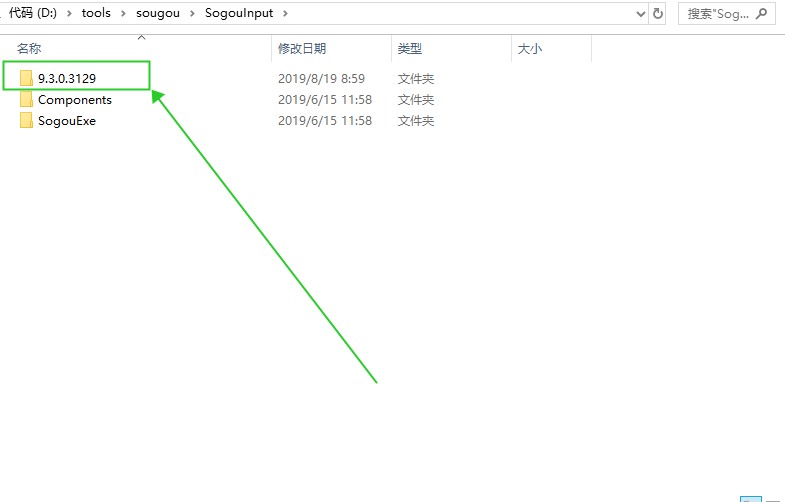 代码 (D:) › tools › sougou › SogouInput ›
搜索"Sog...
名称 修改日期 类型 大小
9.3.0.3129 2019/8/19 8:59 文件夹
Components 2019/6/15 11:58 文件夹
SogouExe 2019/6/15 11:58 文件夹